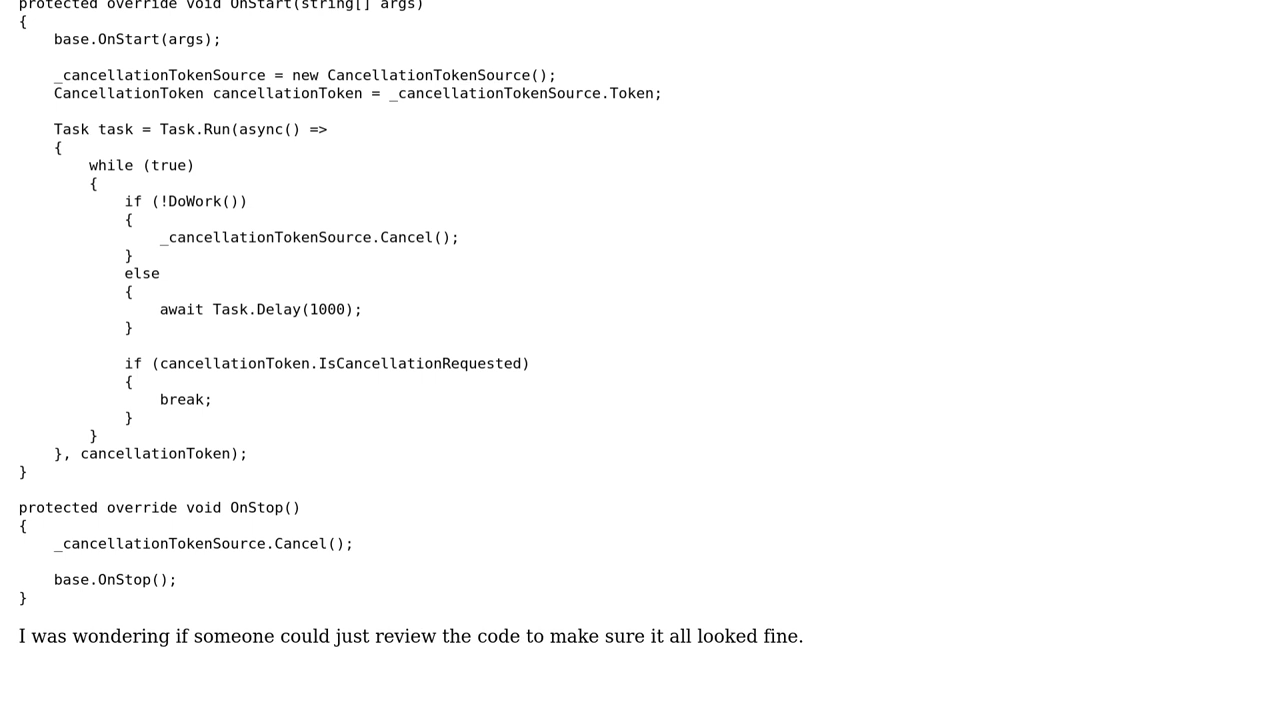 protected override void OnStart(string[] args)
{
    base.OnStart(args);

    _cancellationTokenSource = new CancellationTokenSource();
    CancellationToken cancellationToken = _cancellationTokenSource.Token;

    Task task = Task.Run(async() =>
    {
        while (true)
        {
            if (!DoWork())
            {
                _cancellationTokenSource.Cancel();
            }
            else
            {
                await Task.Delay(1000);
            }

            if (cancellationToken.IsCancellationRequested)
            {
                break;
            }
        }
    }, cancellationToken);
}

protected override void OnStop()
{
    _cancellationTokenSource.Cancel();

    base.OnStop();
}
I was wondering if someone could just review the code to make sure it all looked fine.